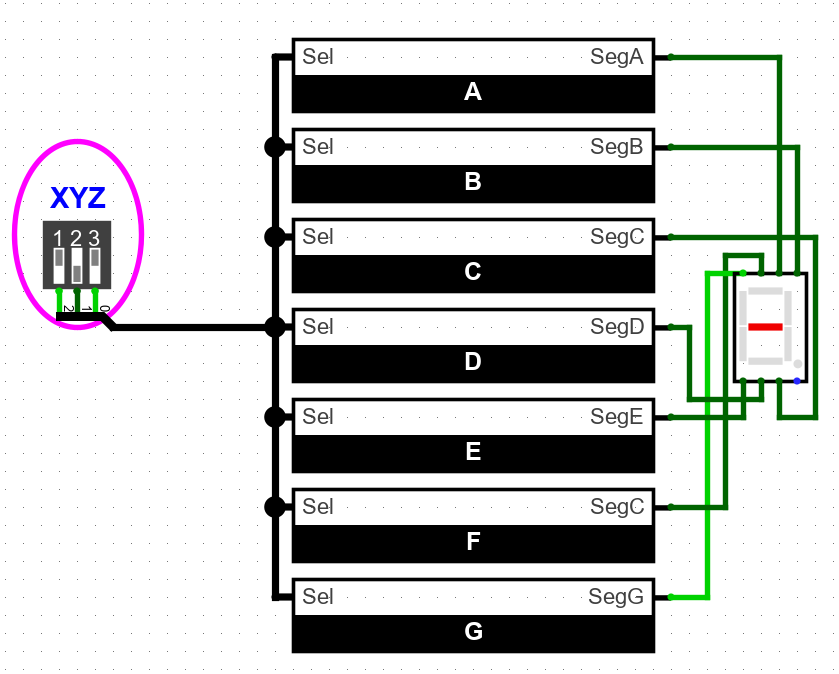 Sel SegA
A
Sel SegB
B
XYZ
1 2 3
2 1 0
Sel SegC
C
Sel SegD
D
Sel SegE
E
Sel SegC
F
Sel SegG
G